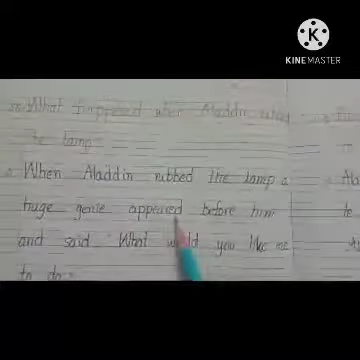 KINEMASTER
What happened when Aladdin
the lamp
When Aladdin rubbed the lamp a
huge genie appeared before him
and said What would you like me
to do